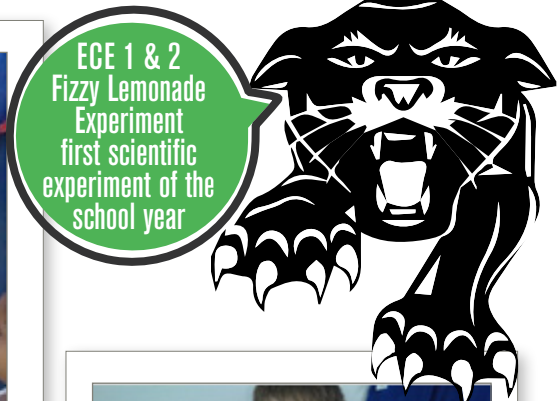 ECE 1 & 2
Fizzy Lemonade
Experiment
first scientific
experiment of the
school year